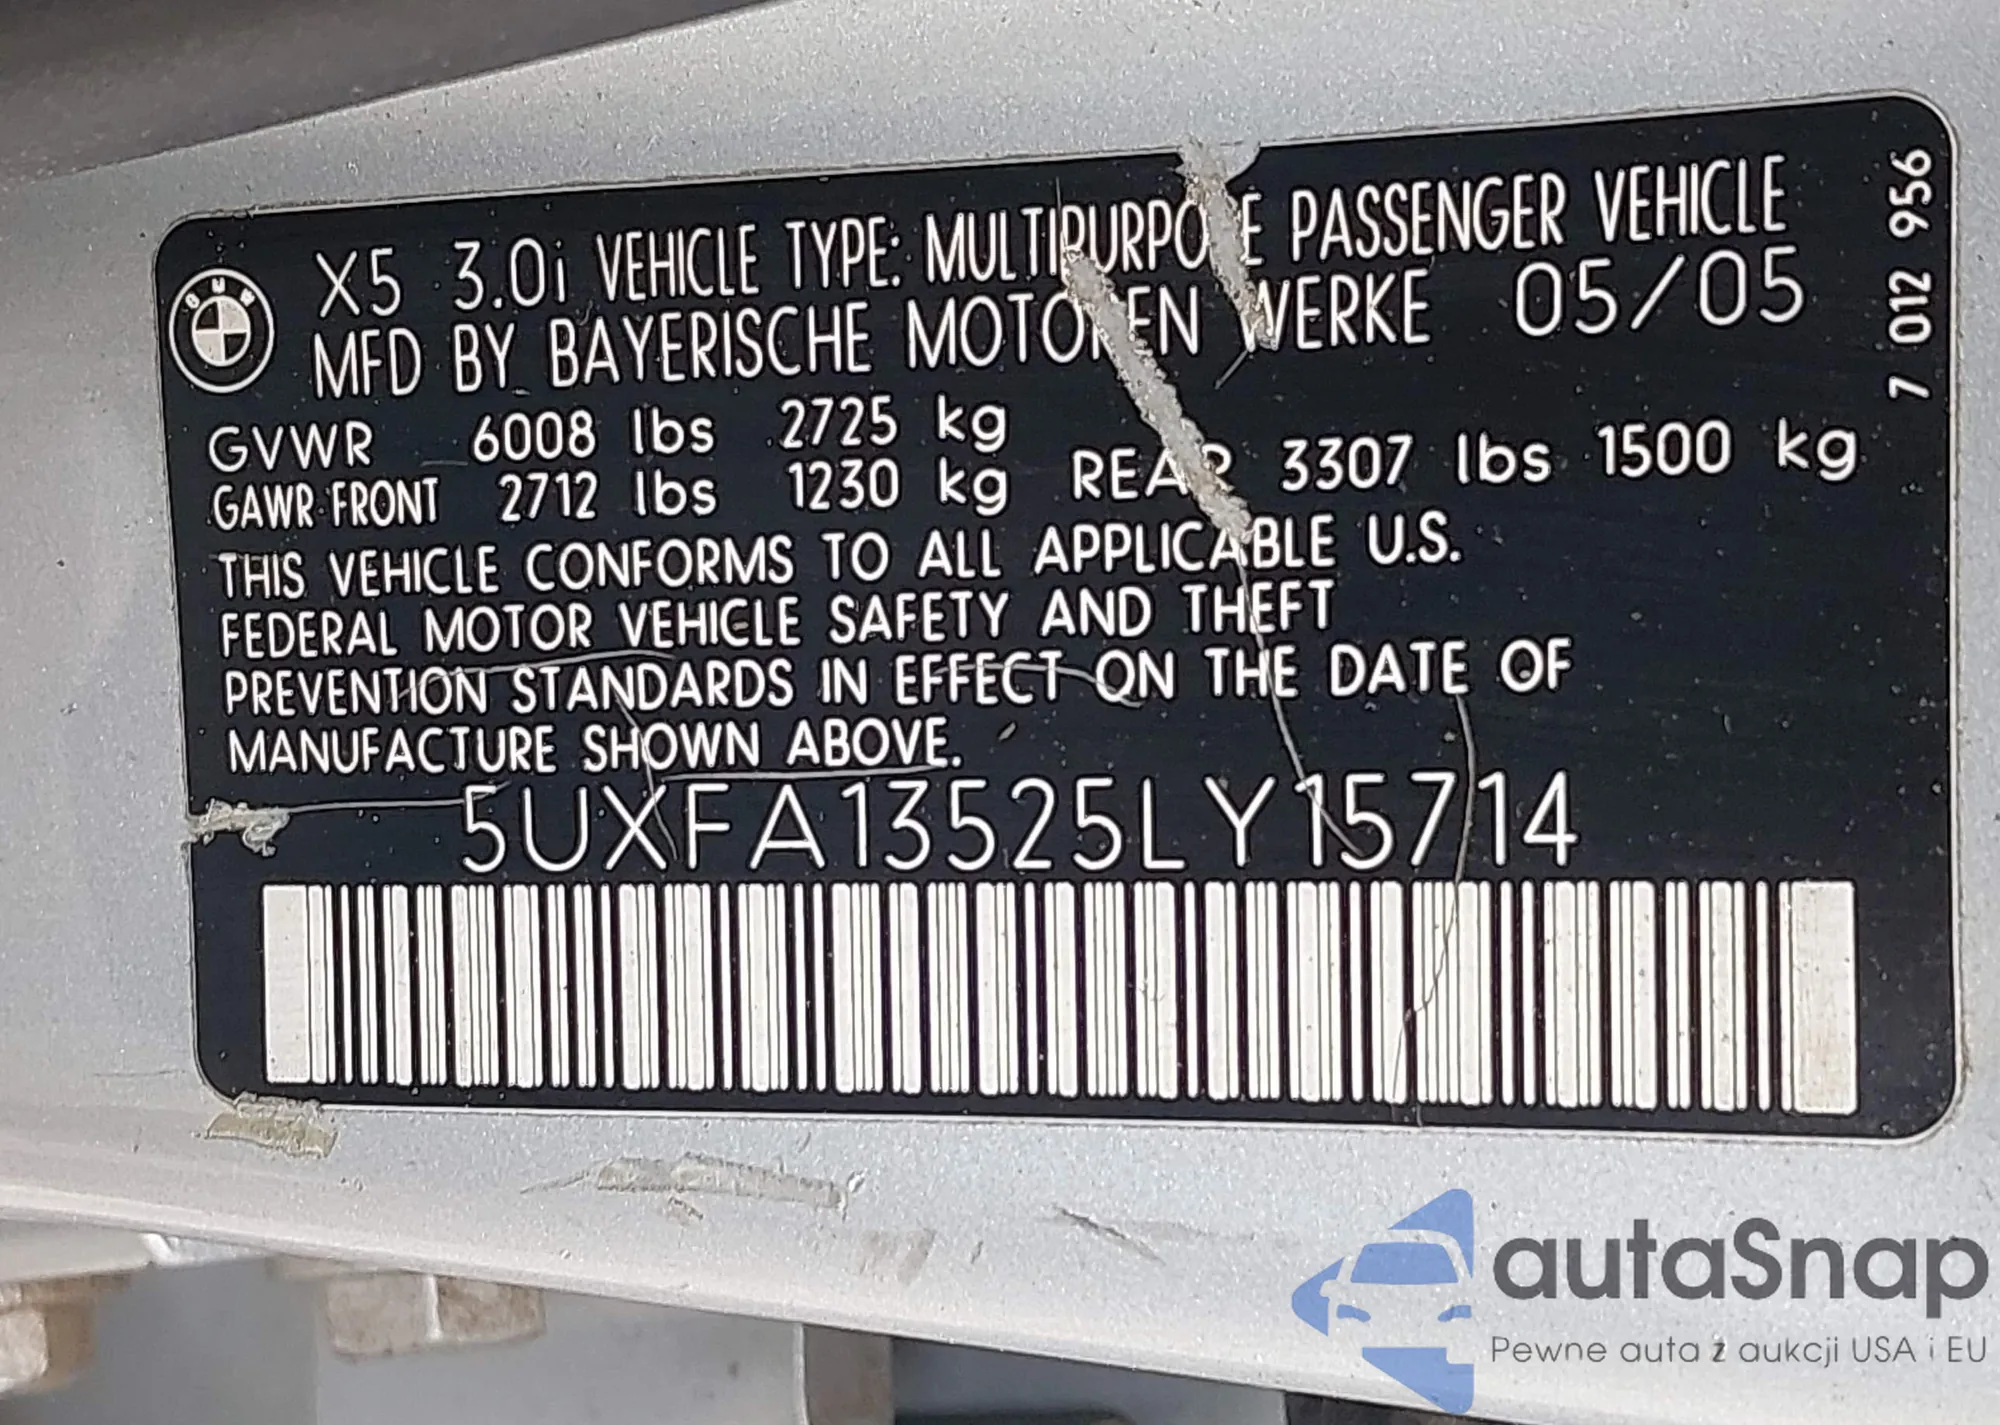 BMW
X5 3.0i VEHICLE TYPE: MULTIPURPOSE PASSENGER VEHICLE
MFD BY BAYERISCHE MOTOREN WERKE 05/05
7 012 956
GVWR 6008 lbs 2725 kg
GAWR FRONT 2712 lbs 1230 kg REAR 3307 lbs 1500 kg
THIS VEHICLE CONFORMS TO ALL APPLICABLE U.S.
FEDERAL MOTOR VEHICLE SAFETY AND THEFT
PREVENTION STANDARDS IN EFFECT ON THE DATE OF
MANUFACTURE SHOWN ABOVE.
5UXFA13525LY15714
autaSnap
Pewne auta z aukcji USA i EU